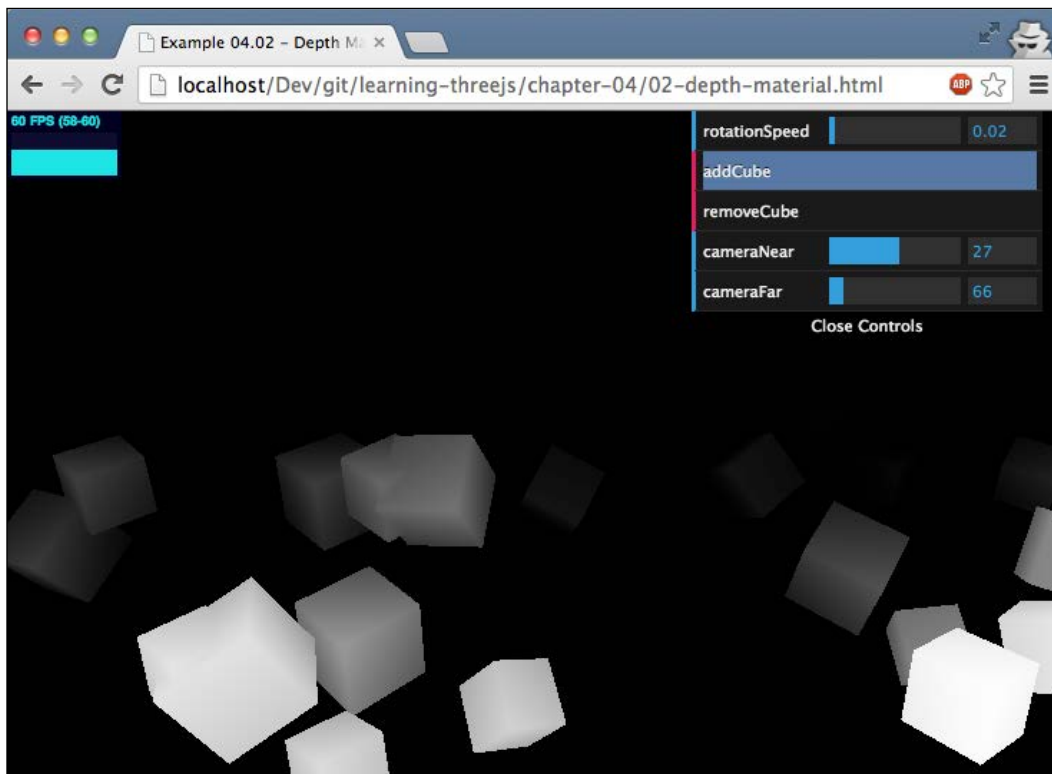 Example 04.02 - Depth Ma
localhost/Dev/git/learning-threejs/chapter-04/02-depth-material.html
ABP
60 FPS (58-60)
rotationSpeed 0.02
addCube
removeCube
cameraNear 27
cameraFar 66
Close Controls